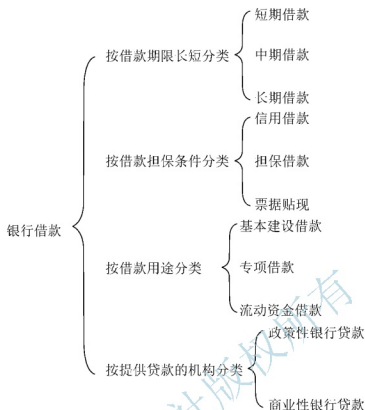 银行借款
按借款期限长短分类
短期借款
中期借款
长期借款
按借款担保条件分类
信用借款
担保借款
票据贴现
按借款用途分类
基本建设借款
专项借款
流动资金借款
按提供贷款的机构分类
政策性银行贷款
商业性银行贷款
版权所有